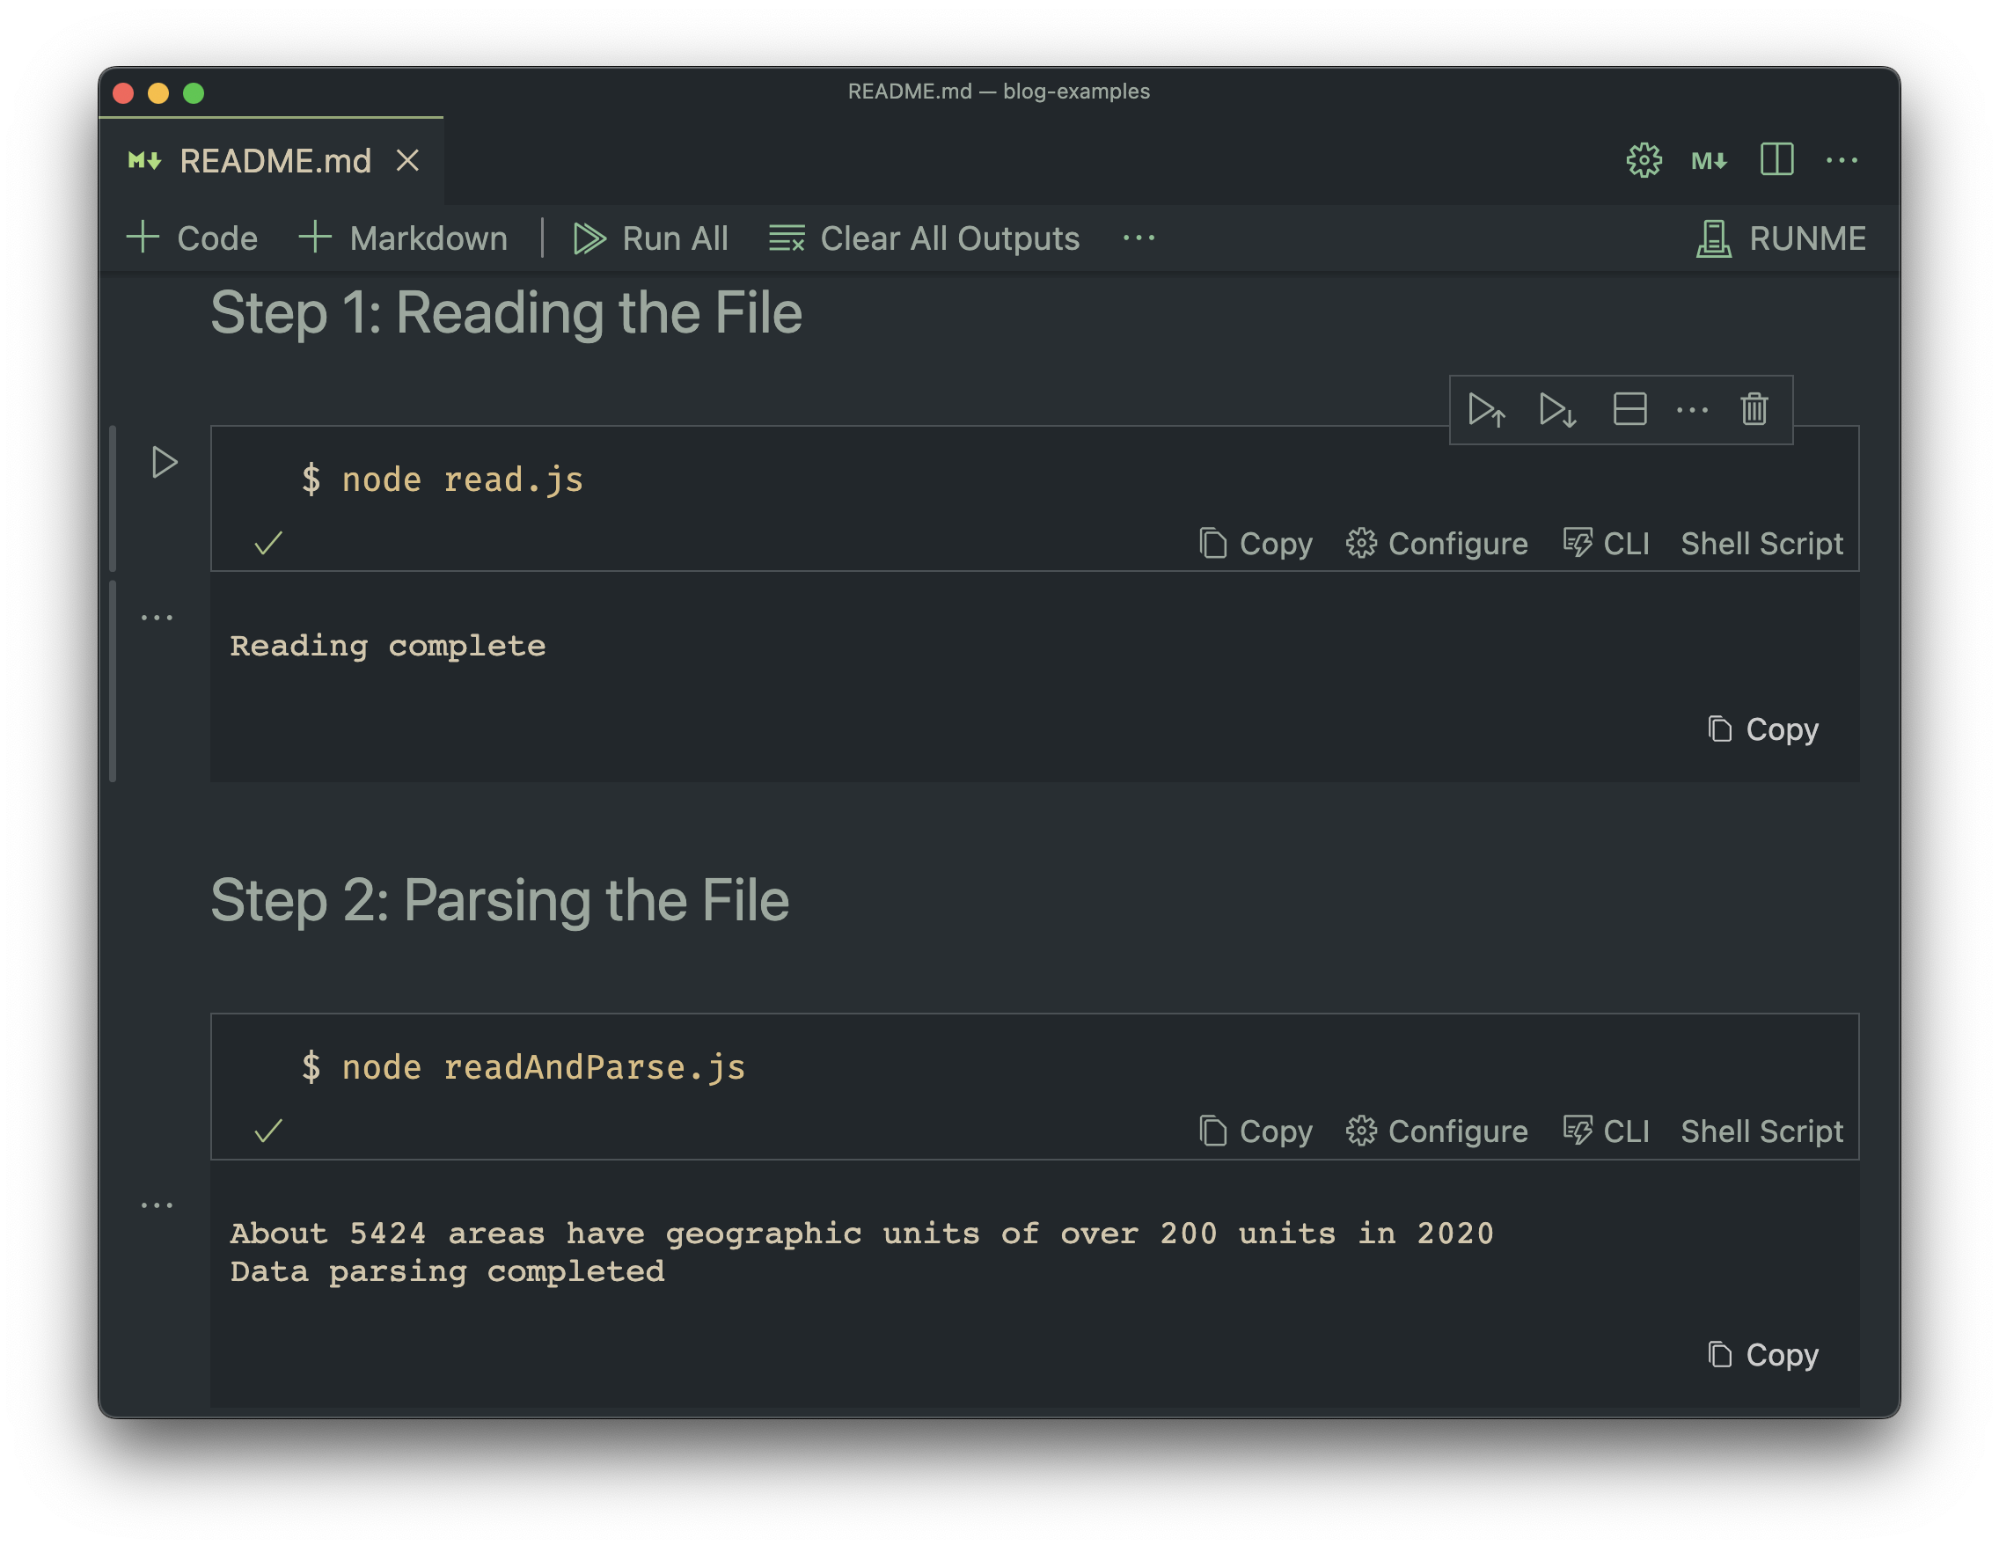 README.md — blog-examples
README.md
Code Markdown Run All Clear All Outputs ... RUNME
Step 1: Reading the File
$ node read.js
Copy Configure CLI Shell Script
Reading complete
Copy
Step 2: Parsing the File
$ node readAndParse.js
Copy Configure CLI Shell Script
About 5424 areas have geographic units of over 200 units in 2020
Data parsing completed
Copy